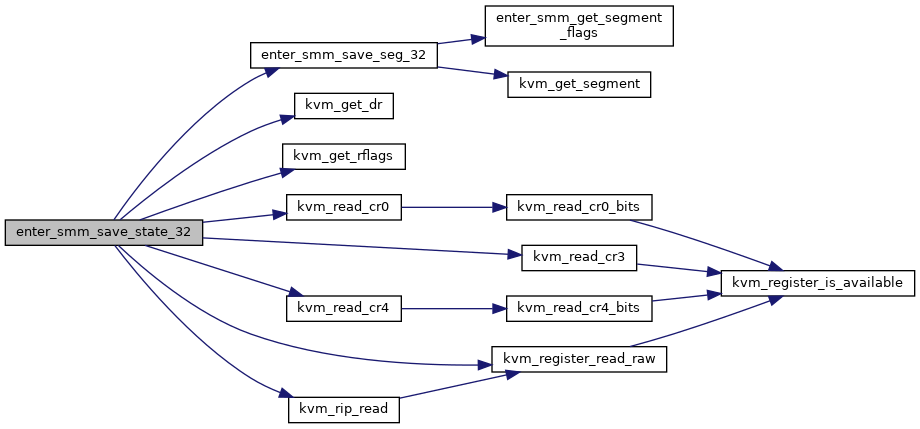 enter_smm_get_segment
_flags
enter_smm_save_seg_32
kvm_get_segment
kvm_get_dr
kvm_get_rflags
kvm_read_cr0
kvm_read_cr0_bits
enter_smm_save_state_32
kvm_read_cr3
kvm_register_is_available
kvm_read_cr4
kvm_read_cr4_bits
kvm_register_read_raw
kvm_rip_read